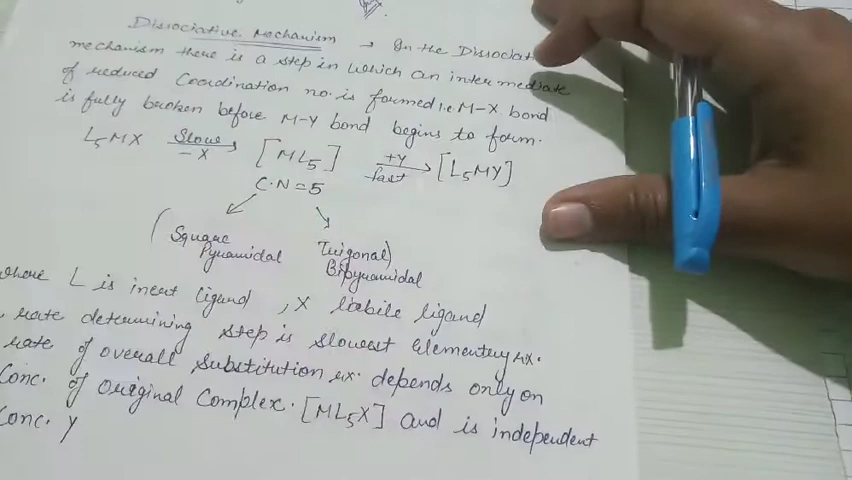 Dissociative Mechanism → In the Dissociat
mechanism there is a step in which an intermediate
of reduced Coordination no. is formed i.e. M-X bond
is fully broken before M-Y bond begins to form.
L5MX Slow -X → [ML5] +Y fast → [L5MY]
C.N = 5
(Square Pyramidal Trigonal) Bipyramidal
where L is inert ligand , X labile ligand
rate determining step is slowest elementery rx.
rate of overall substitution rx. depends only on
Conc. of original Complex. [ML5X] and is independent
Conc. Y